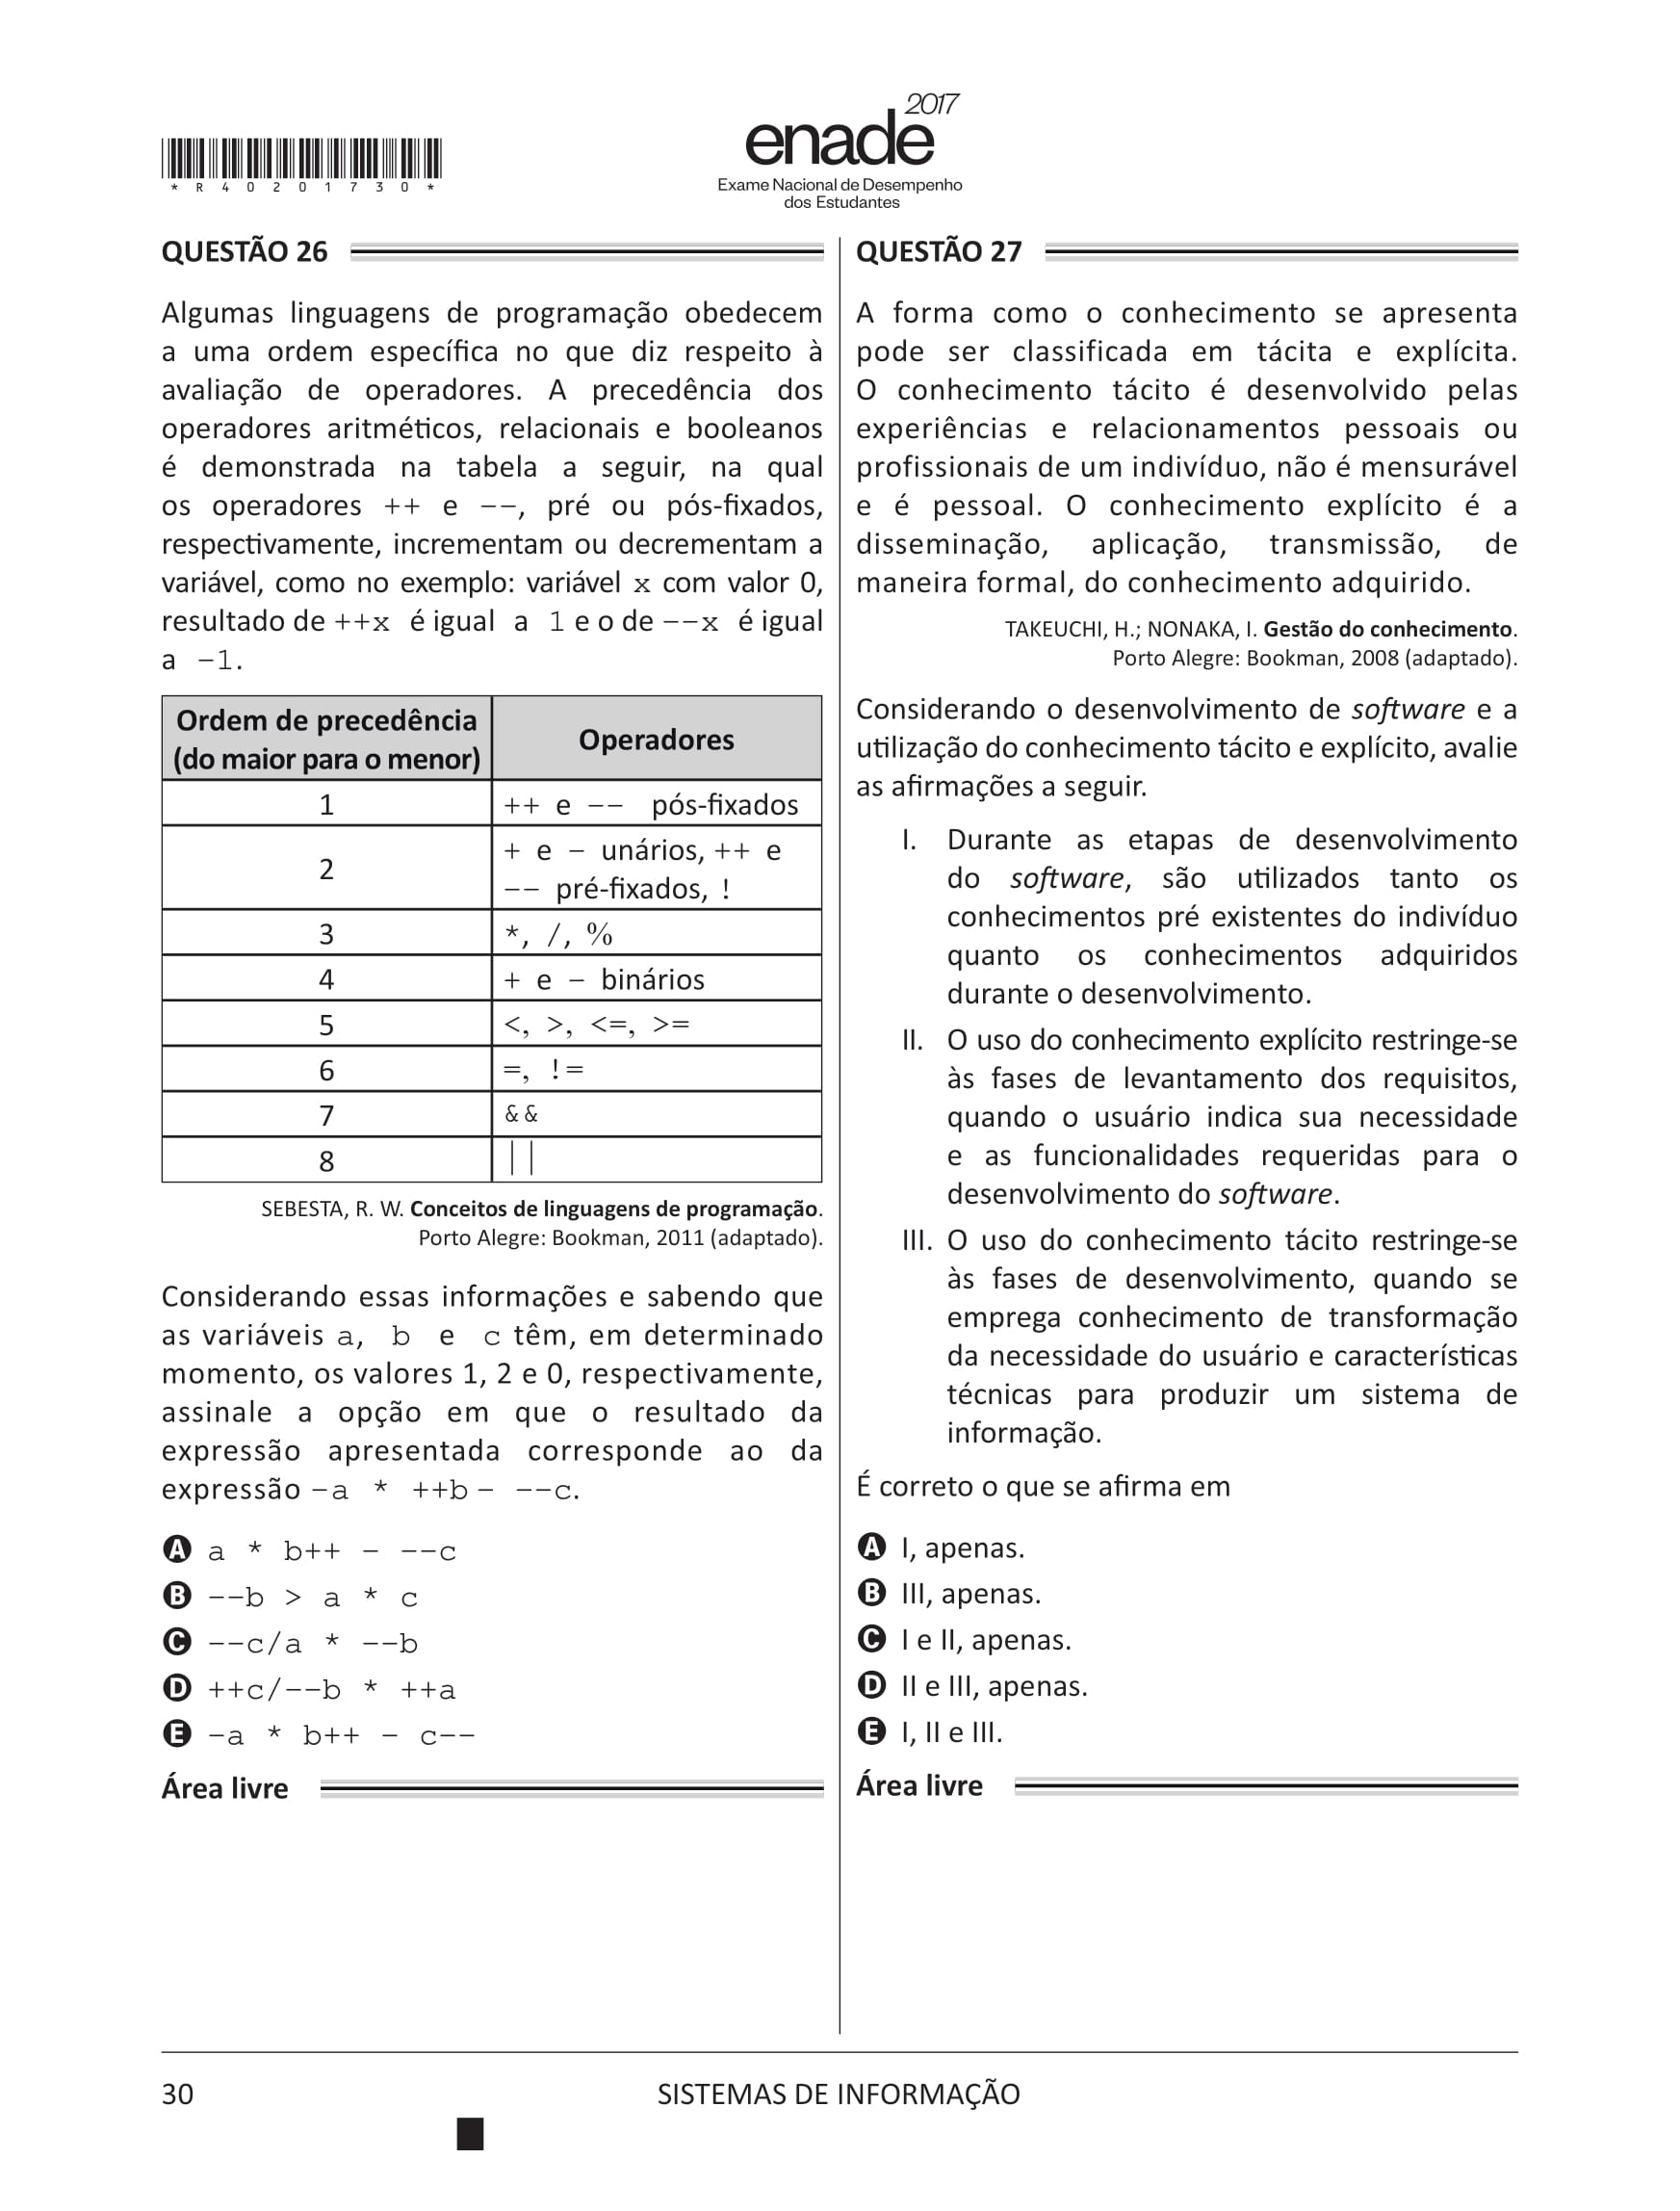 *R40201730*
enade 2017
Exame Nacional de Desempenho
dos Estudantes
QUESTÃO 26
Algumas linguagens de programação obedecem
a uma ordem específica no que diz respeito à
avaliação de operadores. A precedência dos
operadores aritméticos, relacionais e booleanos
é demonstrada na tabela a seguir, na qual
os operadores ++ e --, pré ou pós-fixados,
respectivamente, incrementam ou decrementam a
variável, como no exemplo: variável x com valor 0,
resultado de ++x é igual a 1 e o de --x é igual
a -1.
Ordem de precedência
(do maior para o menor)
Operadores
1 ++ e -- pós-fixados
2 + e - unários, ++ e
-- pré-fixados, !
3 *, /, %
4 + e - binários
5 <, >, <=, >=
6 =, !=
7 &&
8 ||
SEBESTA, R. W. Conceitos de linguagens de programação.
Porto Alegre: Bookman, 2011 (adaptado).
Considerando essas informações e sabendo que
as variáveis a, b e c têm, em determinado
momento, os valores 1, 2 e 0, respectivamente,
assinale a opção em que o resultado da
expressão apresentada corresponde ao da
expressão -a * ++b - --c.
A a * b++ - --c
B --b > a * c
C --c/a * --b
D ++c/--b * ++a
E -a * b++ - c--
Área livre
QUESTÃO 27
A forma como o conhecimento se apresenta
pode ser classificada em tácita e explícita.
O conhecimento tácito é desenvolvido pelas
experiências e relacionamentos pessoais ou
profissionais de um indivíduo, não é mensurável
e é pessoal. O conhecimento explícito é a
disseminação, aplicação, transmissão, de
maneira formal, do conhecimento adquirido.
TAKEUCHI, H.; NONAKA, I. Gestão do conhecimento.
Porto Alegre: Bookman, 2008 (adaptado).
Considerando o desenvolvimento de software e a
utilização do conhecimento tácito e explícito, avalie
as afirmações a seguir.
I. Durante as etapas de desenvolvimento
do software, são utilizados tanto os
conhecimentos pré existentes do indivíduo
quanto os conhecimentos adquiridos
durante o desenvolvimento.
II. O uso do conhecimento explícito restringe-se
às fases de levantamento dos requisitos,
quando o usuário indica sua necessidade
e as funcionalidades requeridas para o
desenvolvimento do software.
III. O uso do conhecimento tácito restringe-se
às fases de desenvolvimento, quando se
emprega conhecimento de transformação
da necessidade do usuário e características
técnicas para produzir um sistema de
informação.
É correto o que se afirma em
A I, apenas.
B III, apenas.
C I e II, apenas.
D II e III, apenas.
E I, II e III.
Área livre
30
SISTEMAS DE INFORMAÇÃO